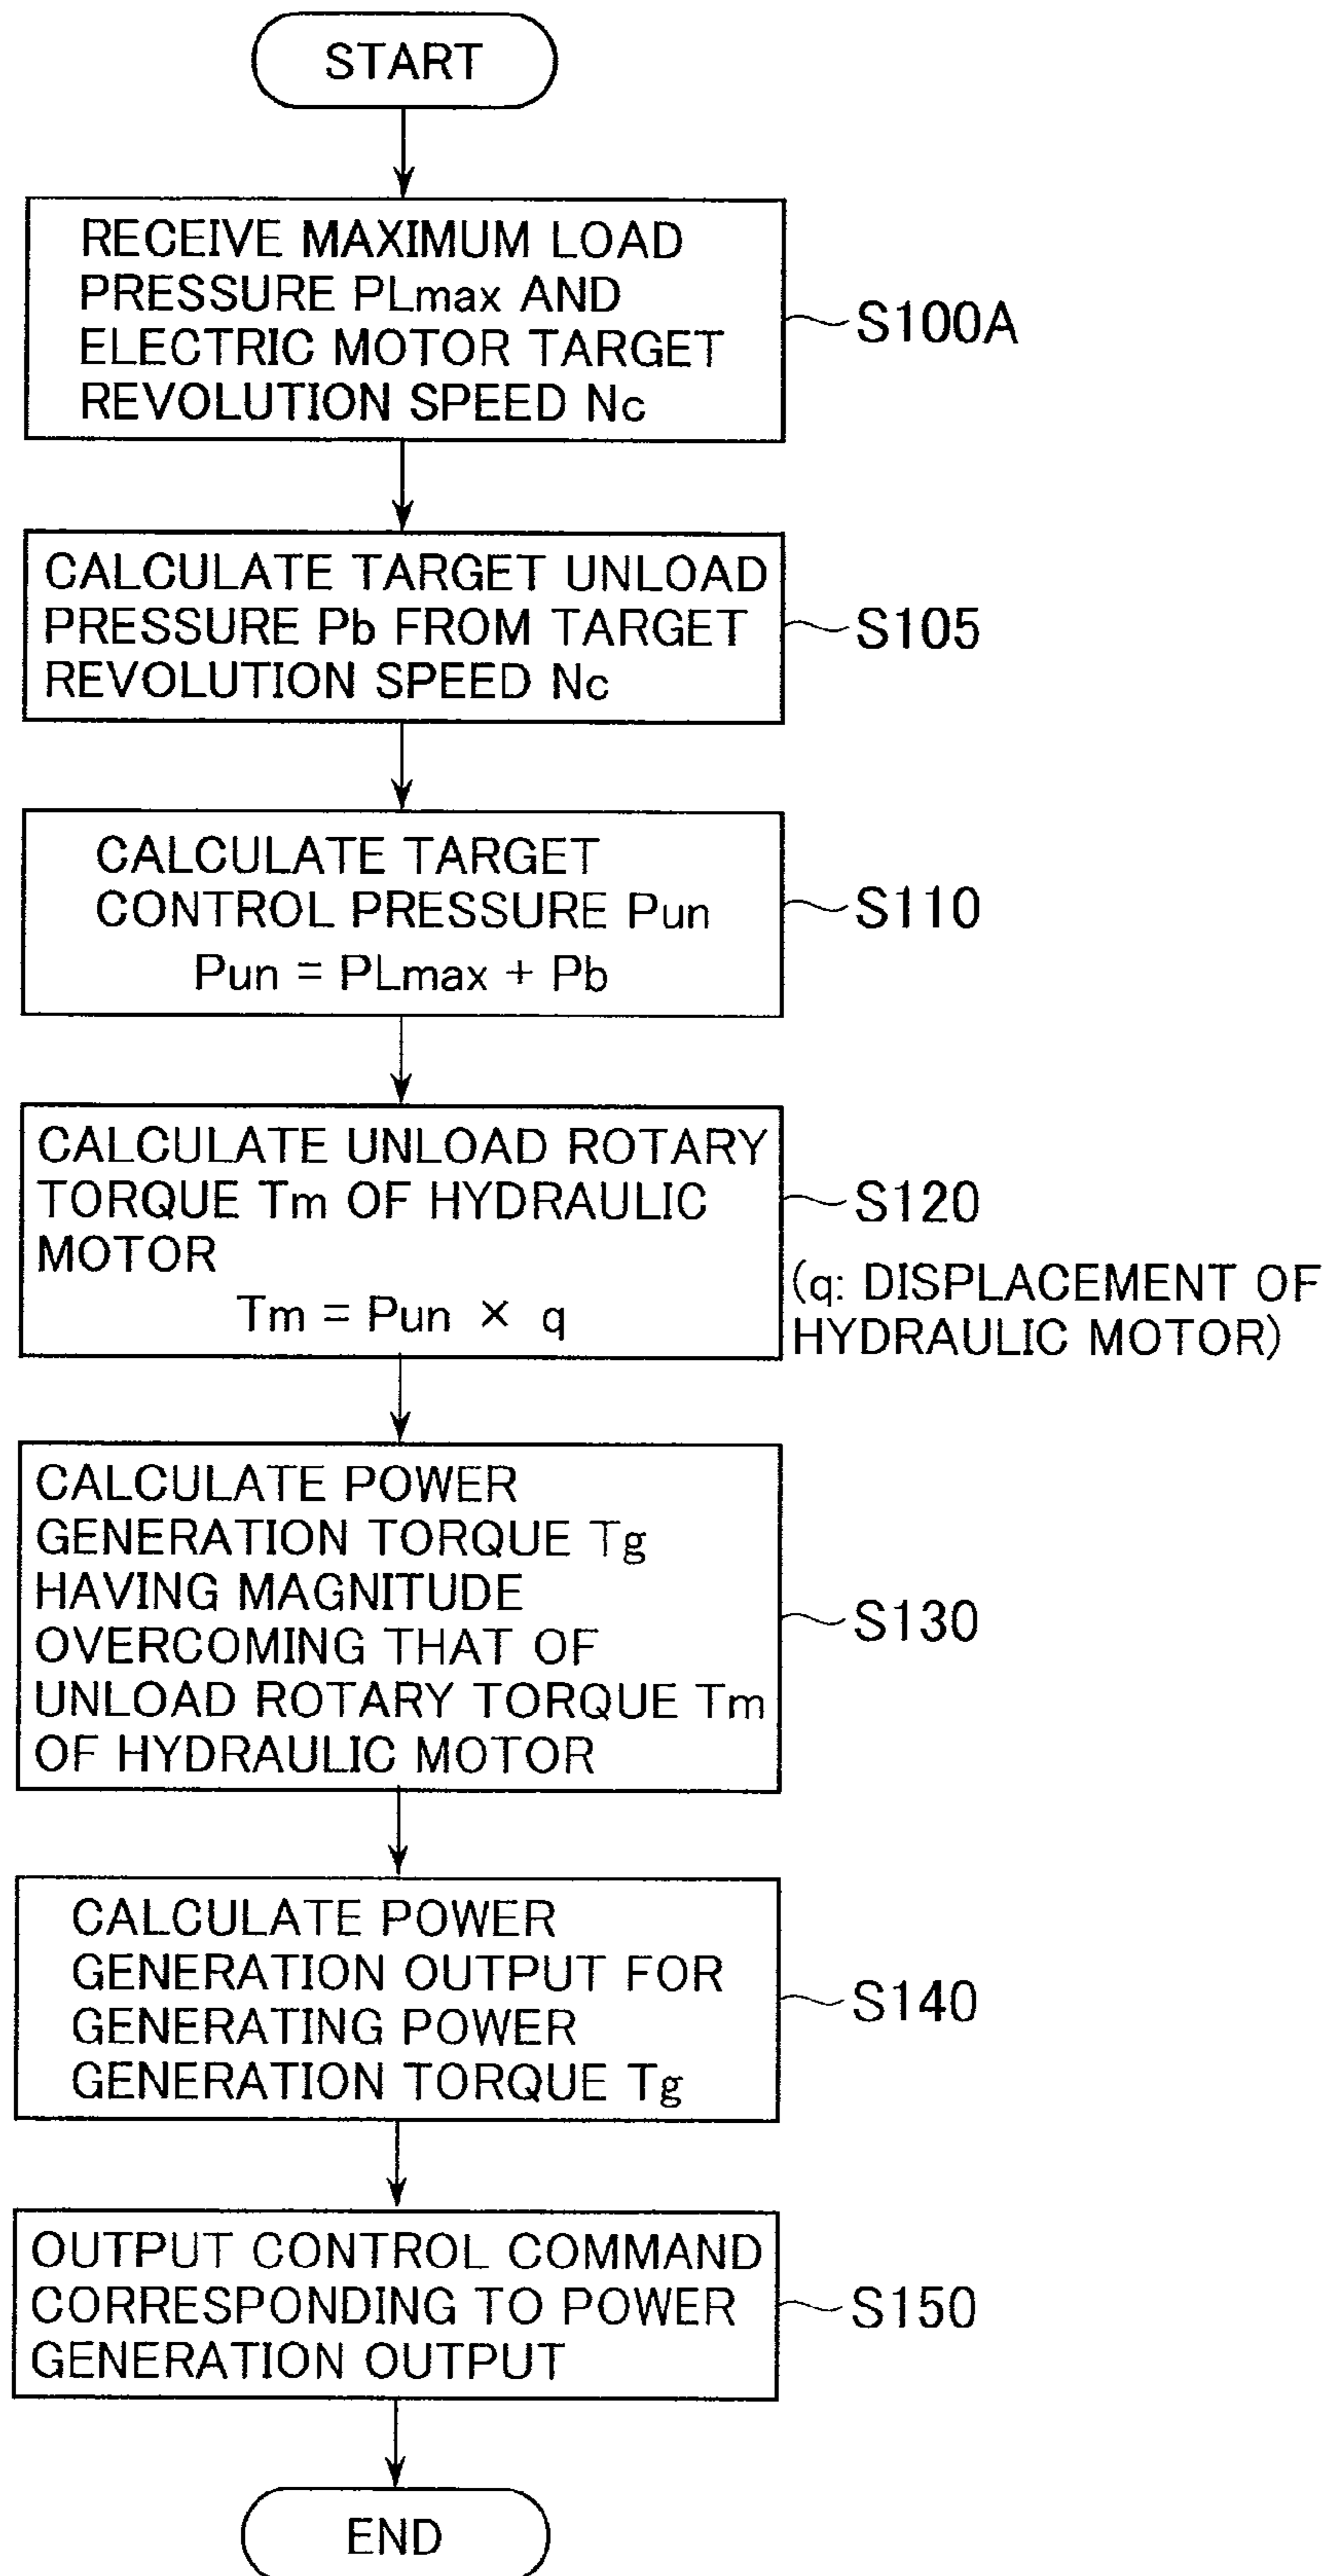 START
RECEIVE MAXIMUM LOAD
PRESSURE PLmax AND
ELECTRIC MOTOR TARGET
REVOLUTION SPEED Nc
S100A
CALCULATE TARGET UNLOAD
PRESSURE Pb FROM TARGET
REVOLUTION SPEED Nc
S105
CALCULATE TARGET
CONTROL PRESSURE Pun
Pun = PLmax + Pb
S110
CALCULATE UNLOAD ROTARY
TORQUE Tm OF HYDRAULIC
MOTOR
Tm = Pun × q
S120
(q: DISPLACEMENT OF
HYDRAULIC MOTOR)
CALCULATE POWER
GENERATION TORQUE Tg
HAVING MAGNITUDE
OVERCOMING THAT OF
UNLOAD ROTARY TORQUE Tm
OF HYDRAULIC MOTOR
S130
CALCULATE POWER
GENERATION OUTPUT FOR
GENERATING POWER
GENERATION TORQUE Tg
S140
OUTPUT CONTROL COMMAND
CORRESPONDING TO POWER
GENERATION OUTPUT
S150
END